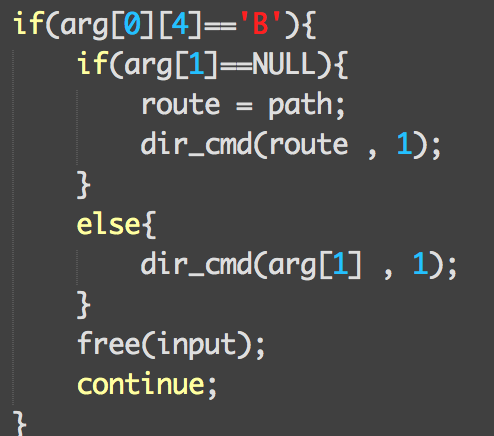 if(arg[0][4]=='B'){
    if(arg[1]==NULL){
        route = path;
        dir_cmd(route , 1);
    }
    else{
        dir_cmd(arg[1] , 1);
    }
    free(input);
    continue;
}